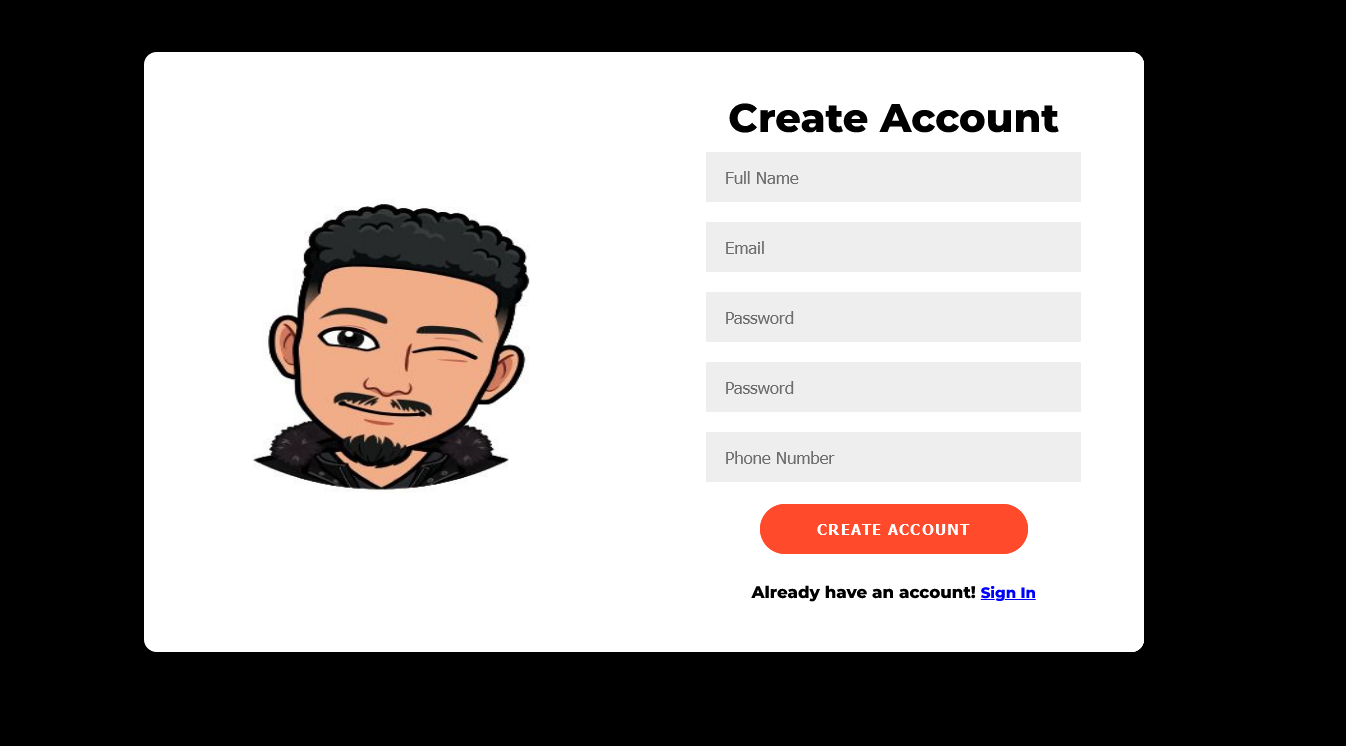 Create Account
Full Name
Email
Password
Password
Phone Number
CREATE ACCOUNT
Already have an account! Sign In